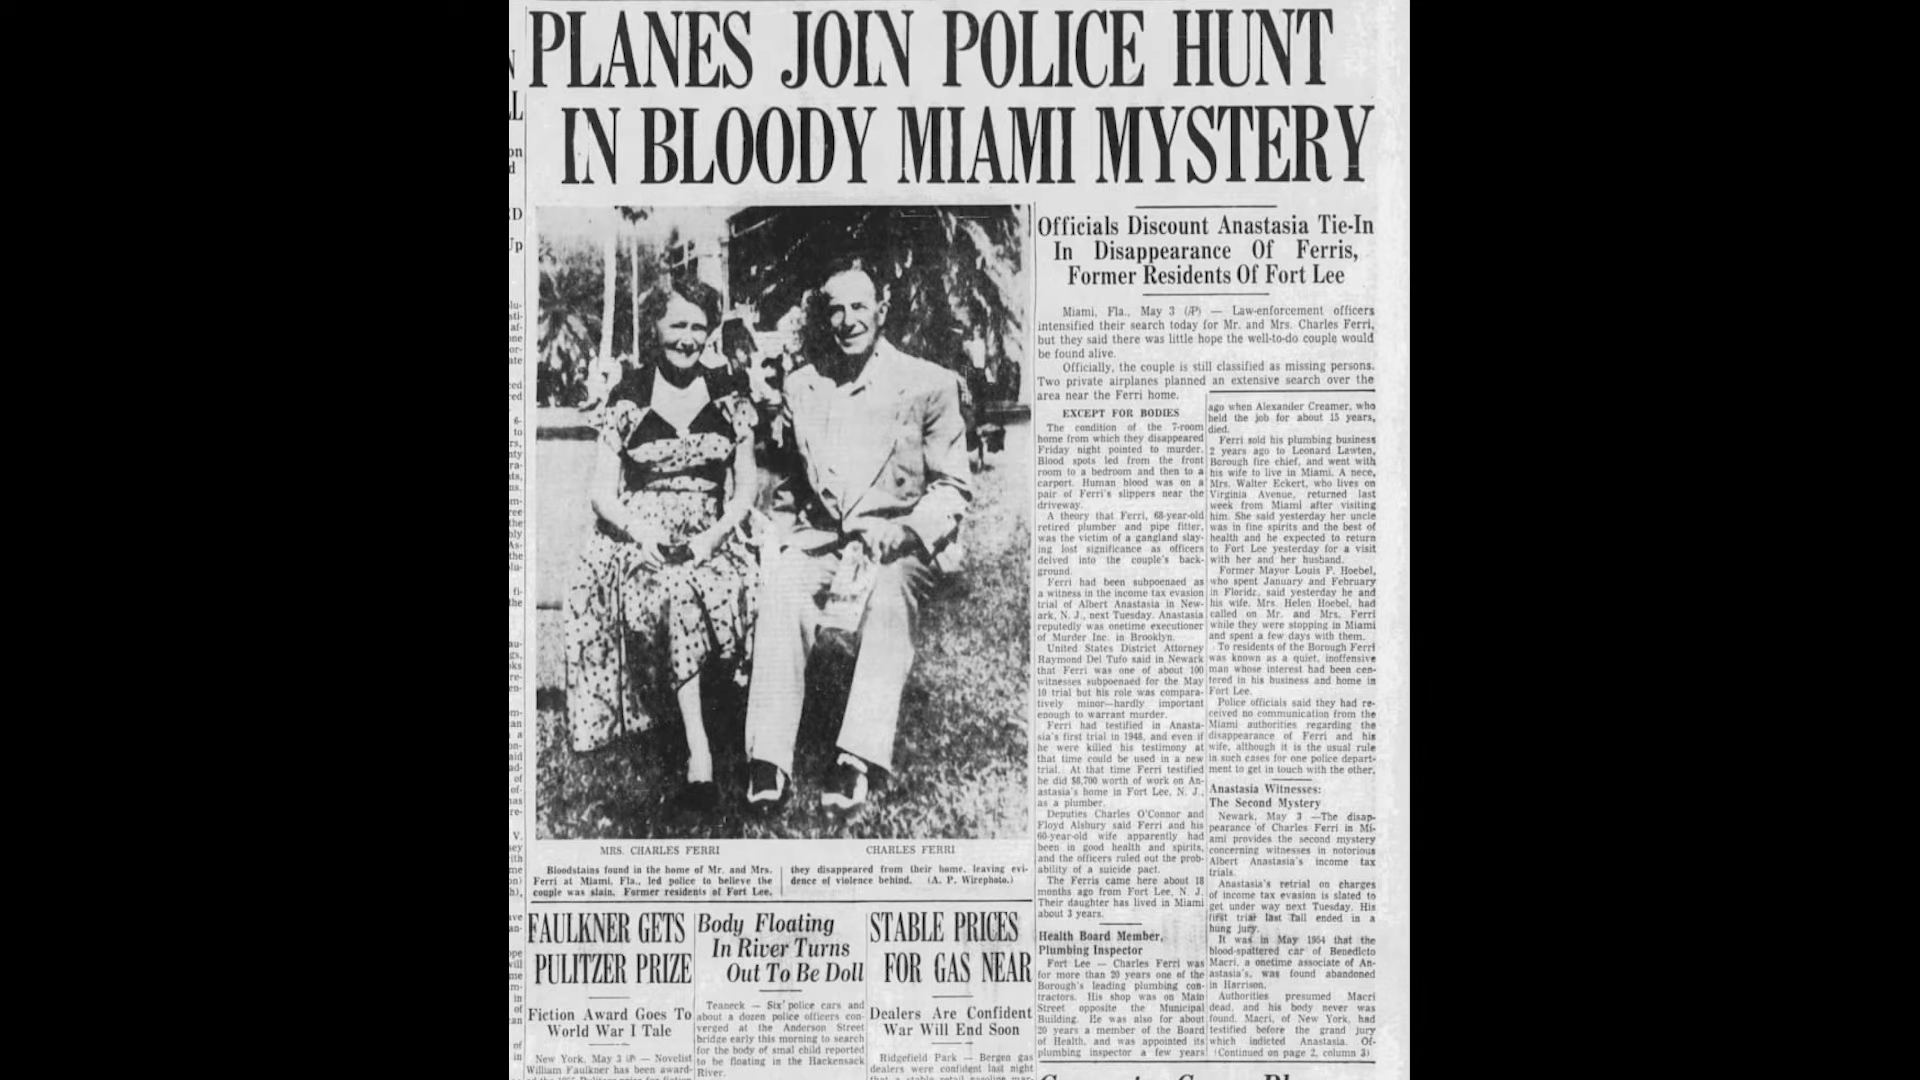 PLANES JOIN POLICE HUNT
IN BLOODY MIAMI MYSTERY
Officials Discount Anastasia Tie-In
In Disappearance Of Ferris,
Former Residents Of Fort Lee
Miami, Fla., May 3 (AP) — Law-enforcement officers
intensified their search today for Mr. and Mrs. Charles Ferri,
but they said there was little hope the well-to-do couple would
be found alive.
Officially, the couple is still classified as missing persons.
Two private airplanes planned an extensive search over the
area near the Ferri home.
EXCEPT FOR BODIES
The condition of the 7-room
home from which they disappeared
Friday night pointed to murder.
Blood spots led from the front
room to a bedroom and then to a
carport. Human blood was on a
pair of Ferri's slippers near the
driveway.
A theory that Ferri, 68-year-old
retired plumber and pipe fitter,
was the victim of a gangland slay-
ing lost significance as officers
delved into the couple's back-
ground.
Ferri had been subpoenaed as
a witness in the income tax evasion
trial of Albert Anastasia in New-
ark, N. J., next Tuesday. Anastasia
reputedly was onetime executioner
of Murder Inc. in Brooklyn.
United States District Attorney
Raymond Del Tufo said in Newark
that Ferri was one of about 100
witnesses subpoenaed for the May
10 trial but his role was compara-
tively minor—hardly important
enough to warrant murder.
Ferri had testified in Anasta-
sia's first trial in 1948, and even if
he were killed his testimony at
that time could be used in a new
trial. At that time Ferri testified
he did $8,700 worth of work on An-
astasia's home in Fort Lee, N. J.,
as a plumber.
Deputies Charles O'Connor and
Floyd Alsbury said Ferri and his
60-year-old wife apparently had
been in good health and spirits,
and the officers ruled out the prob-
ability of a suicide pact.
The Ferris came here about 18
months ago from Fort Lee, N. J.
Their daughter has lived in Miami
about 3 years.
Health Board Member,
Plumbing Inspector
Fort Lee — Charles Ferri was
for more than 20 years one of the
Borough's leading plumbing con-
tractors. His shop was on Main
Street opposite the Municipal
Building. He was also for about
20 years a member of the Board
of Health, and was appointed its
plumbing inspector a few years
ago when Alexander Creamer, who
held the job for about 15 years,
died.
Ferri sold his plumbing business
2 years ago to Leonard Lawten,
Borough fire chief, and went with
his wife to live in Miami. A nece,
Mrs. Walter Eckert, who lives on
Virginia Avenue, returned last
week from Miami after visiting
him. She said yesterday her uncle
was in fine spirits and the best of
health and he expected to return
to Fort Lee yesterday for a visit
with her and her husband.
Former Mayor Louis F. Hoebel,
who spent January and February
in Florida, said yesterday he and
his wife, Mrs. Helen Hoebel, had
called on Mr. and Mrs. Ferri
while they were stopping in Miami
and spent a few days with them.
To residents of the Borough Ferri
was known as a quiet, inoffensive
man whose interest had been cen-
tered in his business and home in
Fort Lee.
Police officials said they had re-
ceived no communication from the
Miami authorities regarding the
disappearance of Ferri and his
wife, although it is the usual rule
in such cases for one police depart-
ment to get in touch with the other.
Anastasia Witnesses:
The Second Mystery
Newark, May 3 —The disap-
pearance of Charles Ferri in Mi-
ami provides the second mystery
concerning witnesses in notorious
Albert Anastasia's income tax
trials.
Anastasia's retrial on charges
of income tax evasion is slated to
get under way next Tuesday. His
first trial last fall ended in a
hung jury.
It was in May 1954 that the
blood-spattered car of Benedicto
Macri, a onetime associate of An-
astasia's, was found abandoned
in Harrison.
Authorities presumed Macri
dead, and his body never was
found. Macri, of New York, had
testified before the grand jury
which indicted Anastasia. Of-
(Continued on page 2, column 3)
MRS. CHARLES FERRI
CHARLES FERRI
Bloodstains found in the home of Mr. and Mrs.
Ferri at Miami, Fla., led police to believe the
couple was slain. Former residents of Fort Lee,
they disappeared from their home, leaving evi-
dence of violence behind. (A. P. Wirephoto.)
FAULKNER GETS
PULITZER PRIZE
Fiction Award Goes To
World War I Tale
New York, May 3 (AP) — Novelist
William Faulkner has been award-
Body Floating
In River Turns
Out To Be Doll
Teaneck — Six police cars and
about a dozen police officers con-
verged at the Anderson Street
bridge early this morning to search
for the body of smal child reported
to be floating in the Hackensack
River.
STABLE PRICES
FOR GAS NEAR
Dealers Are Confident
War Will End Soon
Ridgefield Park — Bergen gas
dealers were confident last night